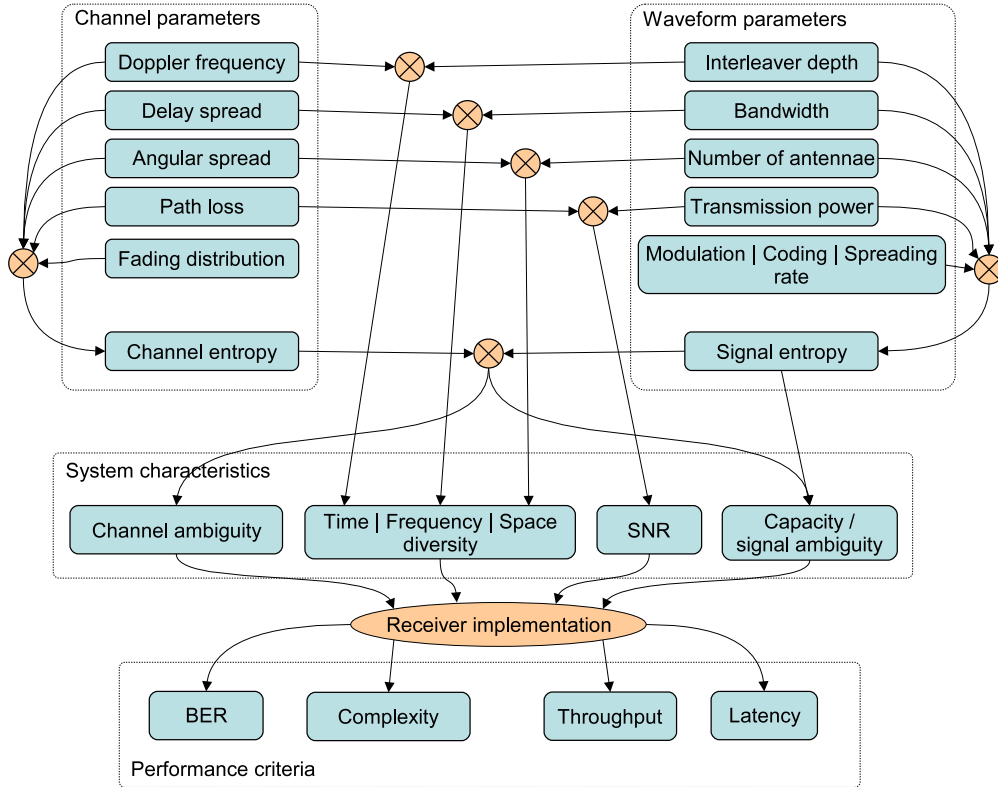 Channel parameters
Doppler frequency
Delay spread
Angular spread
Path loss
Fading distribution
Channel entropy
Waveform parameters
Interleaver depth
Bandwidth
Number of antennae
Transmission power
Modulation | Coding | Spreading
rate
Signal entropy
System characteristics
Channel ambiguity
Time | Frequency | Space
diversity
SNR
Capacity /
signal ambiguity
Receiver implementation
BER
Complexity
Throughput
Latency
Performance criteria